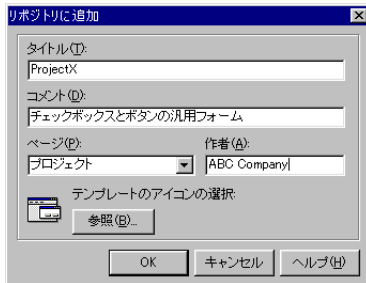 リポジトリに追加
タイトル(T):
ProjectX
コメント(D):
チェックボックスとボタンの汎用フォーム
ページ(P): 作者(A):
プロジェクト ABC Company
テンプレートのアイコンの選択:
参照(B)...
OK キャンセル ヘルプ(H)